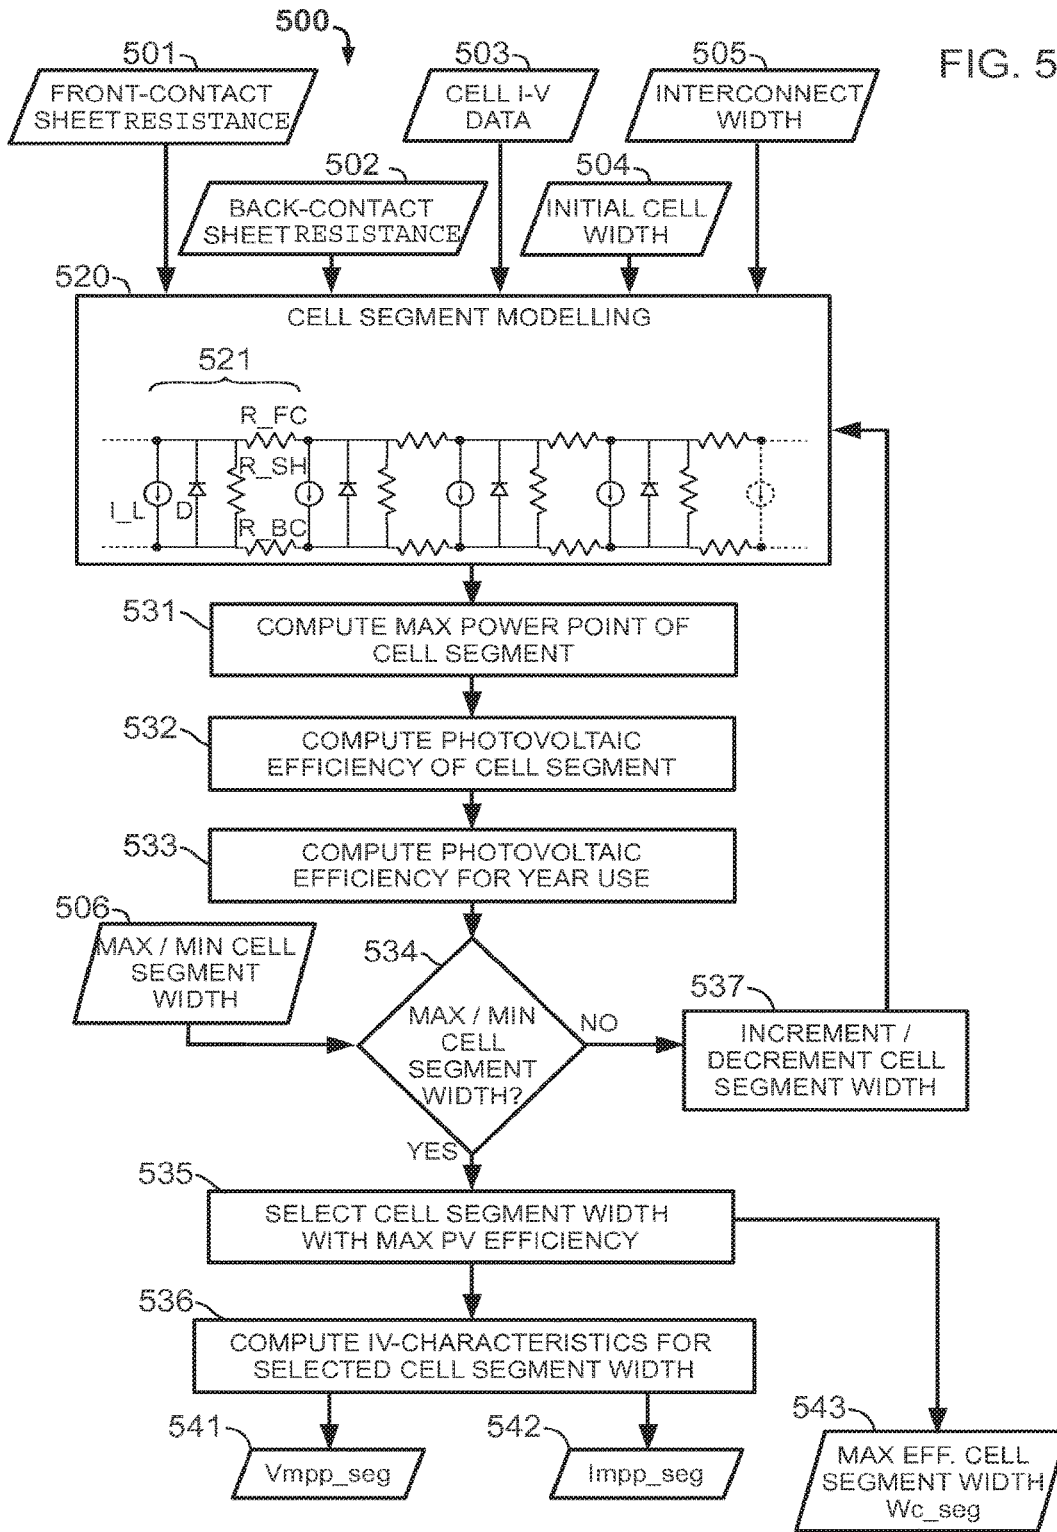 500
FIG. 5
501
503
505
FRONT-CONTACT
SHEET RESISTANCE
CELL I-V
DATA
INTERCONNECT
WIDTH
502
504
BACK-CONTACT
SHEET RESISTANCE
INITIAL CELL
WIDTH
520
CELL SEGMENT MODELLING
521
R_FC
R_SH
I_L
D
R_BC
531
COMPUTE MAX POWER POINT OF
CELL SEGMENT
532
COMPUTE PHOTOVOLTAIC
EFFICIENCY OF CELL SEGMENT
533
COMPUTE PHOTOVOLTAIC
EFFICIENCY FOR YEAR USE
506
MAX / MIN CELL
SEGMENT
WIDTH
534
MAX / MIN
CELL
SEGMENT
WIDTH?
NO
537
INCREMENT /
DECREMENT CELL
SEGMENT WIDTH
YES
535
SELECT CELL SEGMENT WIDTH
WITH MAX PV EFFICIENCY
536
COMPUTE IV-CHARACTERISTICS FOR
SELECTED CELL SEGMENT WIDTH
541
Vmpp_seg
542
Impp_seg
543
MAX EFF. CELL
SEGMENT WIDTH
Wc_seg